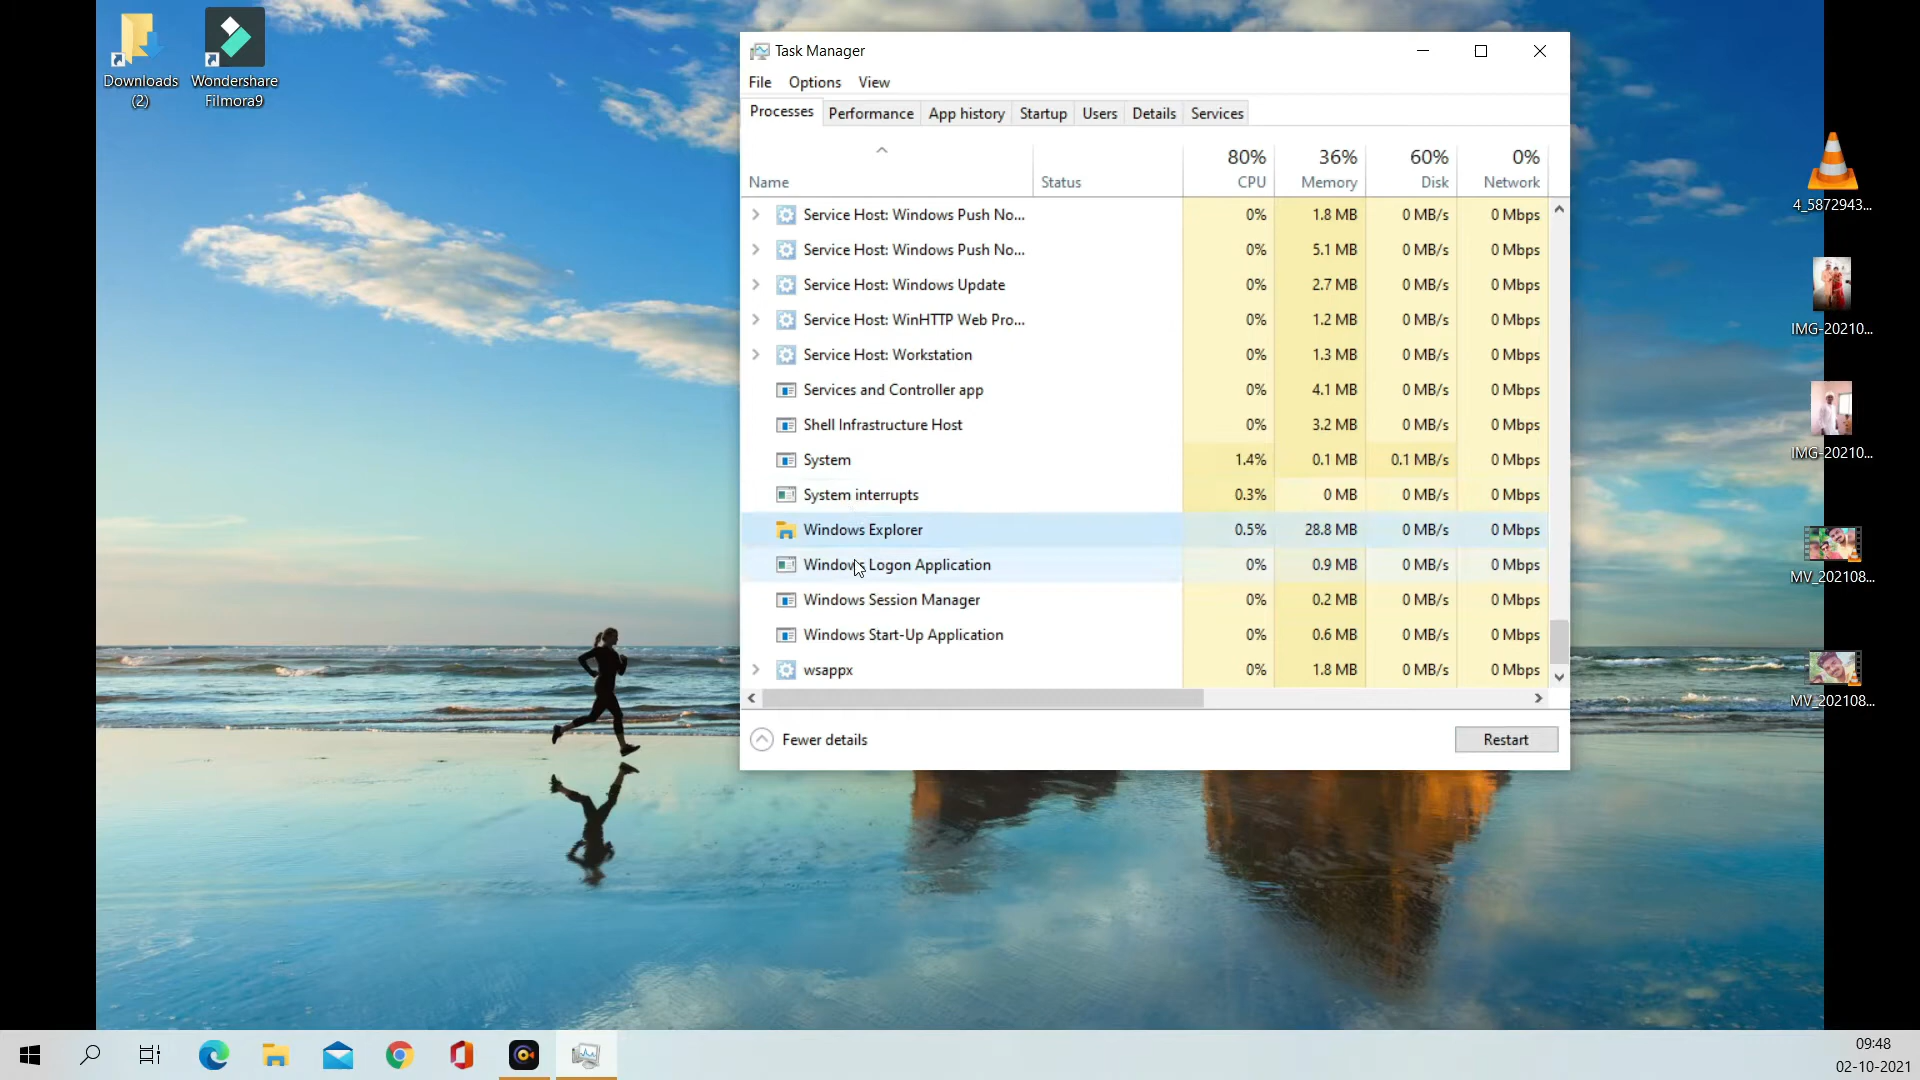 Downloads
(2)
Wondershare
Filmora9
Task Manager
File Options View
Processes Performance App history Startup Users Details Services
80% 36% 60% 0%
Name Status CPU Memory Disk Network
Service Host: Windows Push No... 0% 1.8 MB 0 MB/s 0 Mbps
Service Host: Windows Push No... 0% 5.1 MB 0 MB/s 0 Mbps
Service Host: Windows Update 0% 2.7 MB 0 MB/s 0 Mbps
Service Host: WinHTTP Web Pro... 0% 1.2 MB 0 MB/s 0 Mbps
Service Host: Workstation 0% 1.3 MB 0 MB/s 0 Mbps
Services and Controller app 0% 4.1 MB 0 MB/s 0 Mbps
Shell Infrastructure Host 0% 3.2 MB 0 MB/s 0 Mbps
System 1.4% 0.1 MB 0.1 MB/s 0 Mbps
System interrupts 0.3% 0 MB 0 MB/s 0 Mbps
Windows Explorer 0.5% 28.8 MB 0 MB/s 0 Mbps
Windows Logon Application 0% 0.9 MB 0 MB/s 0 Mbps
Windows Session Manager 0% 0.2 MB 0 MB/s 0 Mbps
Windows Start-Up Application 0% 0.6 MB 0 MB/s 0 Mbps
wsappx 0% 1.8 MB 0 MB/s 0 Mbps
Fewer details Restart
4_5872943...
IMG-20210...
IMG-20210...
MV_202108...
MV_202108...
09:48
02-10-2021